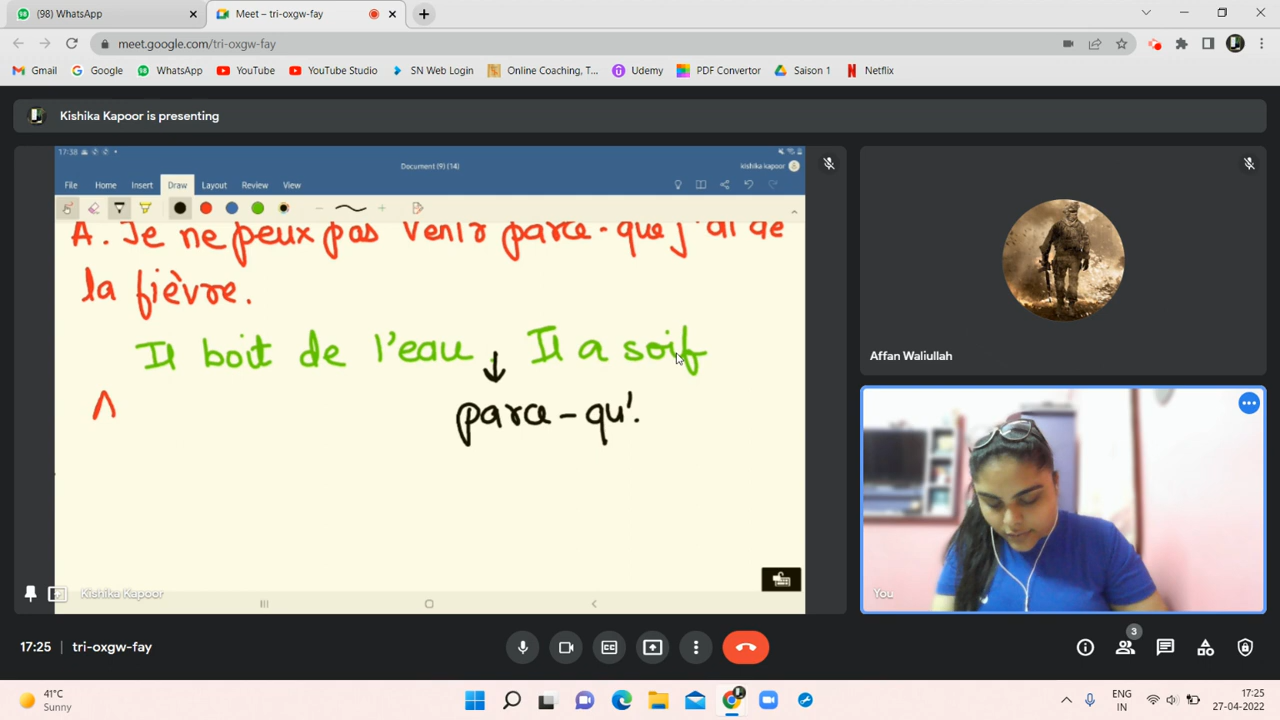 (98) WhatsApp
Meet – tri-oxgw-fay
meet.google.com/tri-oxgw-fay
Gmail Google WhatsApp YouTube YouTube Studio SN Web Login Online Coaching, T... Udemy PDF Convertor Saison 1 Netflix
Kishika Kapoor is presenting
17:38
Document (9) (14)
kishika kapoor
File Home Insert Draw Layout Review View
A. Je ne peux pas venir parce-que j'ai de
la fièvre.
Il boit de l'eau . Il a soif
parce-qu'.
Kishika Kapoor
Affan Waliullah
You
17:25 | tri-oxgw-fay
3
41°C
Sunny
ENG
IN
17:25
27-04-2022